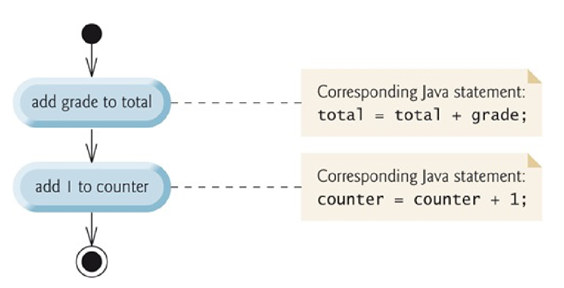 add grade to total
Corresponding Java statement:
total = total + grade;
add 1 to counter
Corresponding Java statement:
counter = counter + 1;